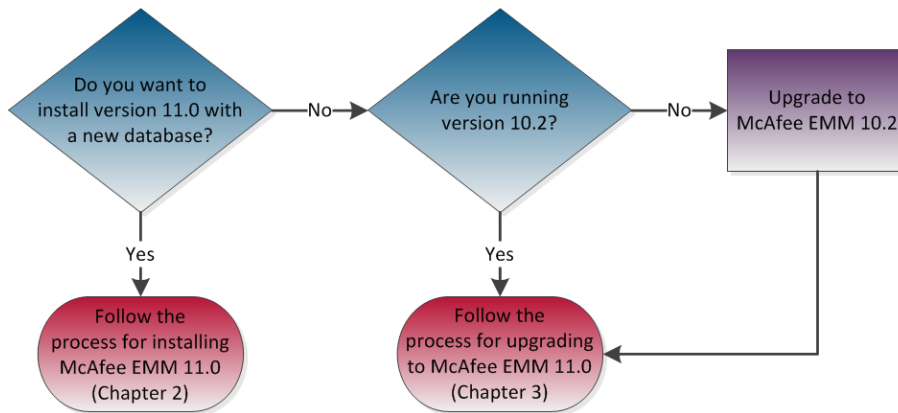 Do you want to
install version 11.0 with
a new database?
No
Are you running
version 10.2?
No
Upgrade to
McAfee EMM 10.2
Yes
Yes
Follow the
process for installing
McAfee EMM 11.0
(Chapter 2)
Follow the
process for upgrading
to McAfee EMM 11.0
(Chapter 3)